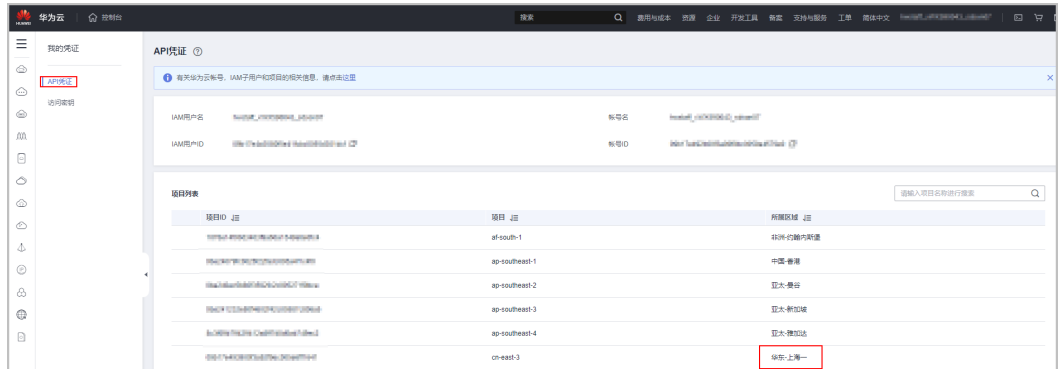 HUAWEI 华为云 控制台 搜索 费用与成本 资源 企业 开发工具 备案 支持与服务 工单 简体中文
我的凭证
API凭证
访问密钥
API凭证
有关华为云帐号、IAM子用户和项目的相关信息，请点击这里
IAM用户名 帐号名
IAM用户ID 帐号ID
项目列表 请输入项目名称进行搜索
项目ID 项目 所属区域
af-south-1 非洲-约翰内斯堡
ap-southeast-1 中国-香港
ap-southeast-2 亚太-曼谷
ap-southeast-3 亚太-新加坡
ap-southeast-4 亚太-雅加达
cn-east-3 华东-上海一